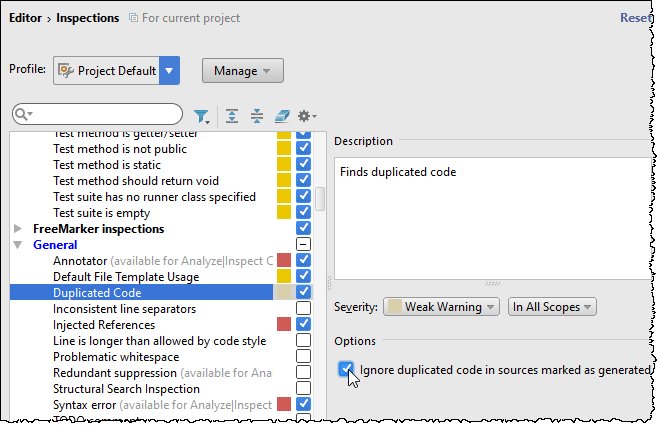 Editor › Inspections For current project Reset
Profile: Project Default Manage
Test method is getter/setter
Test method is not public
Test method is static
Test method should return void
Test suite has no runner class specified
Test suite is empty
FreeMarker inspections
General
Annotator (available for Analyze|Inspect C
Default File Template Usage
Duplicated Code
Inconsistent line separators
Injected References
Line is longer than allowed by code style
Problematic whitespace
Redundant suppression (available for Ana
Structural Search Inspection
Syntax error (available for Analyze|Inspect
Description
Finds duplicated code
Severity: Weak Warning In All Scopes
Options
Ignore duplicated code in sources marked as generated